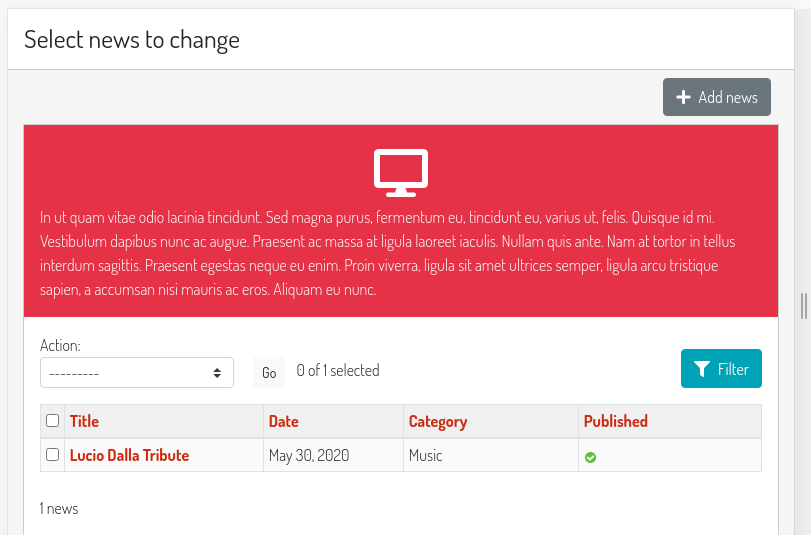 Select news to change
Add news
In ut quam vitae odio lacinia tincidunt. Sed magna purus, fermentum eu, tincidunt eu, varius ut, felis. Quisque id mi.
Vestibulum dapibus nunc ac augue. Praesent ac massa at ligula laoreet iaculis. Nullam quis ante. Nam at tortor in tellus
interdum sagittis. Praesent egestas neque eu enim. Proin viverra, ligula sit amet ultrices semper, ligula arcu tristique
sapien, a accumsan nisi mauris ac eros. Aliquam eu nunc.
Action:
--------- Go 0 of 1 selected Filter
Title Date Category Published
Lucio Dalla Tribute May 30, 2020 Music
1 news